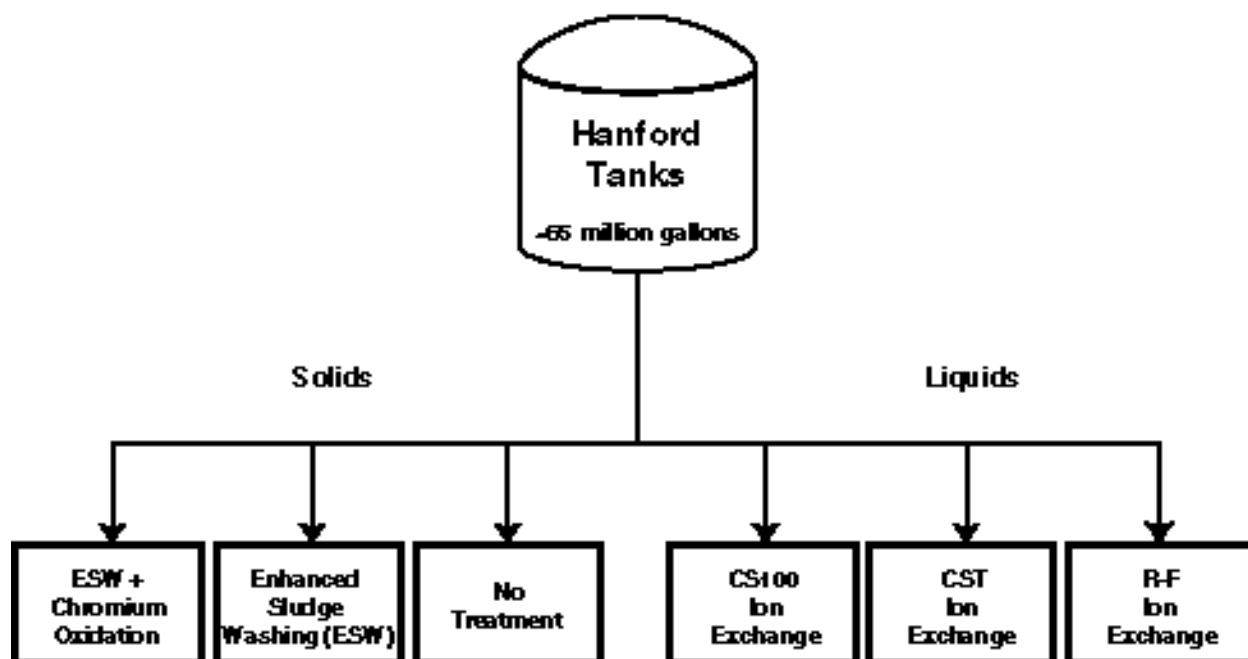 Hanford
Tanks
~65 million gallons
Solids
Liquids
ESW +
Chromium
Oxidation
Enhanced
Sludge
Washing (ESW)
No
Treatment
CS100
Ion
Exchange
CST
Ion
Exchange
R-F
Ion
Exchange